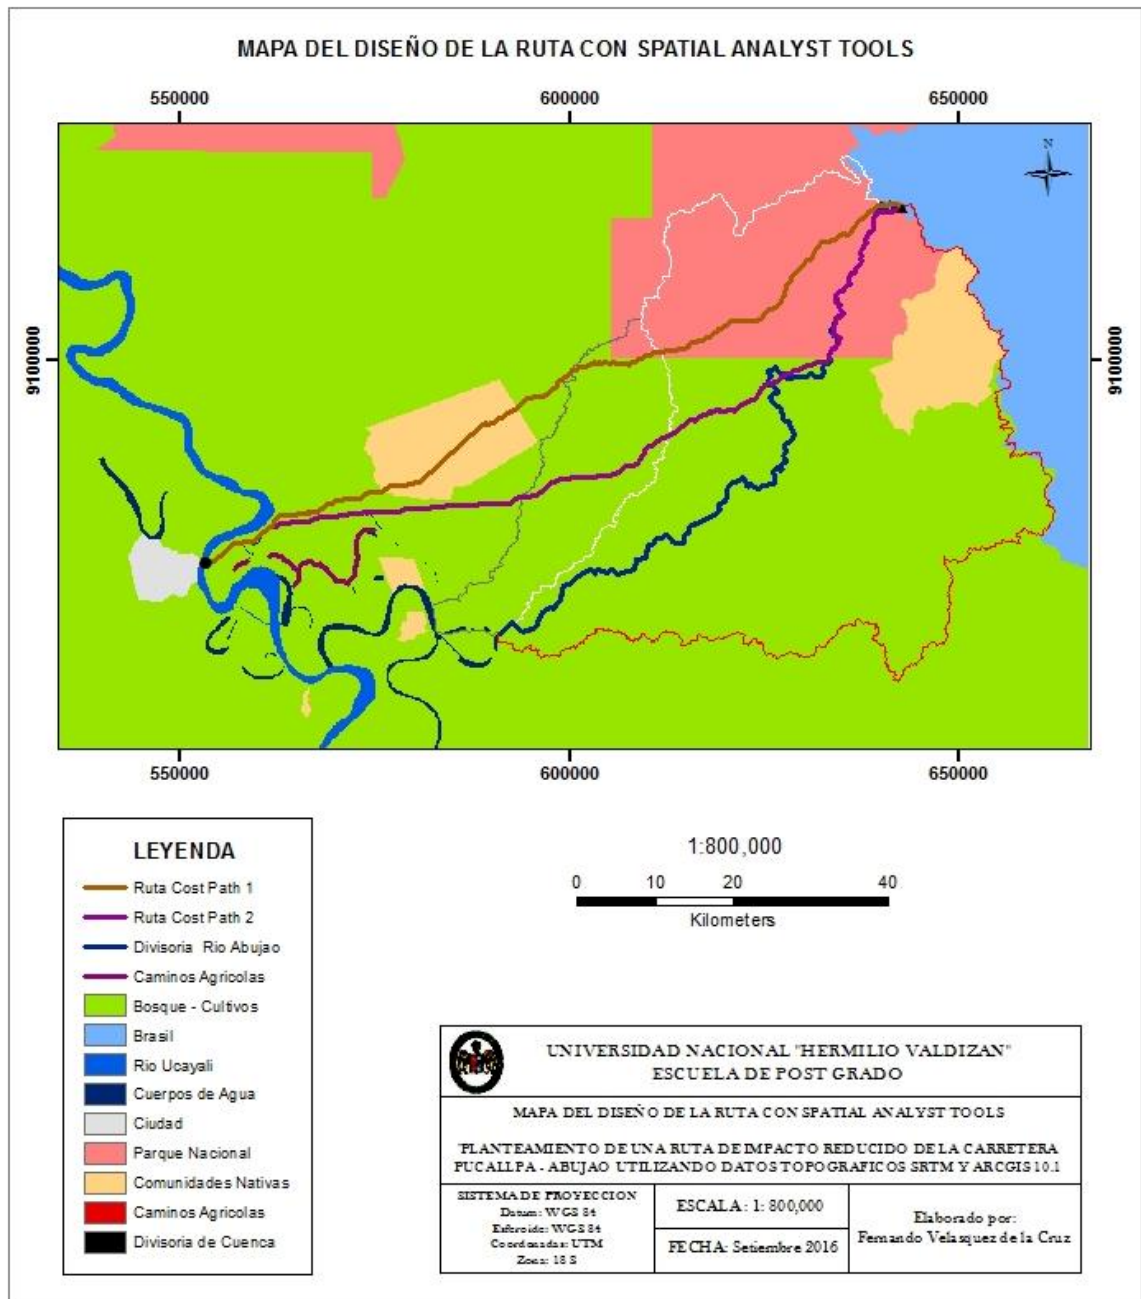 MAPA DEL DISEÑO DE LA RUTA CON SPATIAL ANALYST TOOLS
550000 600000 650000
N
9100000 9100000
550000 600000 650000
LEYENDA
Ruta Cost Path 1
Ruta Cost Path 2
Divisoria Rio Abujao
Caminos Agricolas
Bosque - Cultivos
Brasil
Rio Ucayali
Cuerpos de Agua
Ciudad
Parque Nacional
Comunidades Nativas
Caminos Agricolas
Divisoria de Cuenca
1:800,000
0 10 20 40
Kilometers
UNIVERSIDAD NACIONAL "HERMILIO VALDIZAN"
ESCUELA DE POST GRADO
MAPA DEL DISEÑO DE LA RUTA CON SPATIAL ANALYST TOOLS
PLANTEAMIENTO DE UNA RUTA DE IMPACTO REDUCIDO DE LA CARRETERA
PUCALLPA - ABUJAO UTILIZANDO DATOS TOPOGRAFICOS SRTM Y ARCGIS 10.1
SISTEMA DE PROYECCION
Datum: WGS 84
Esferoide: WGS 84
Coordenadas: UTM
Zona: 18 S
ESCALA: 1: 800,000
FECHA: Setiembre 2016
Elaborado por:
Fernando Velasquez de la Cruz